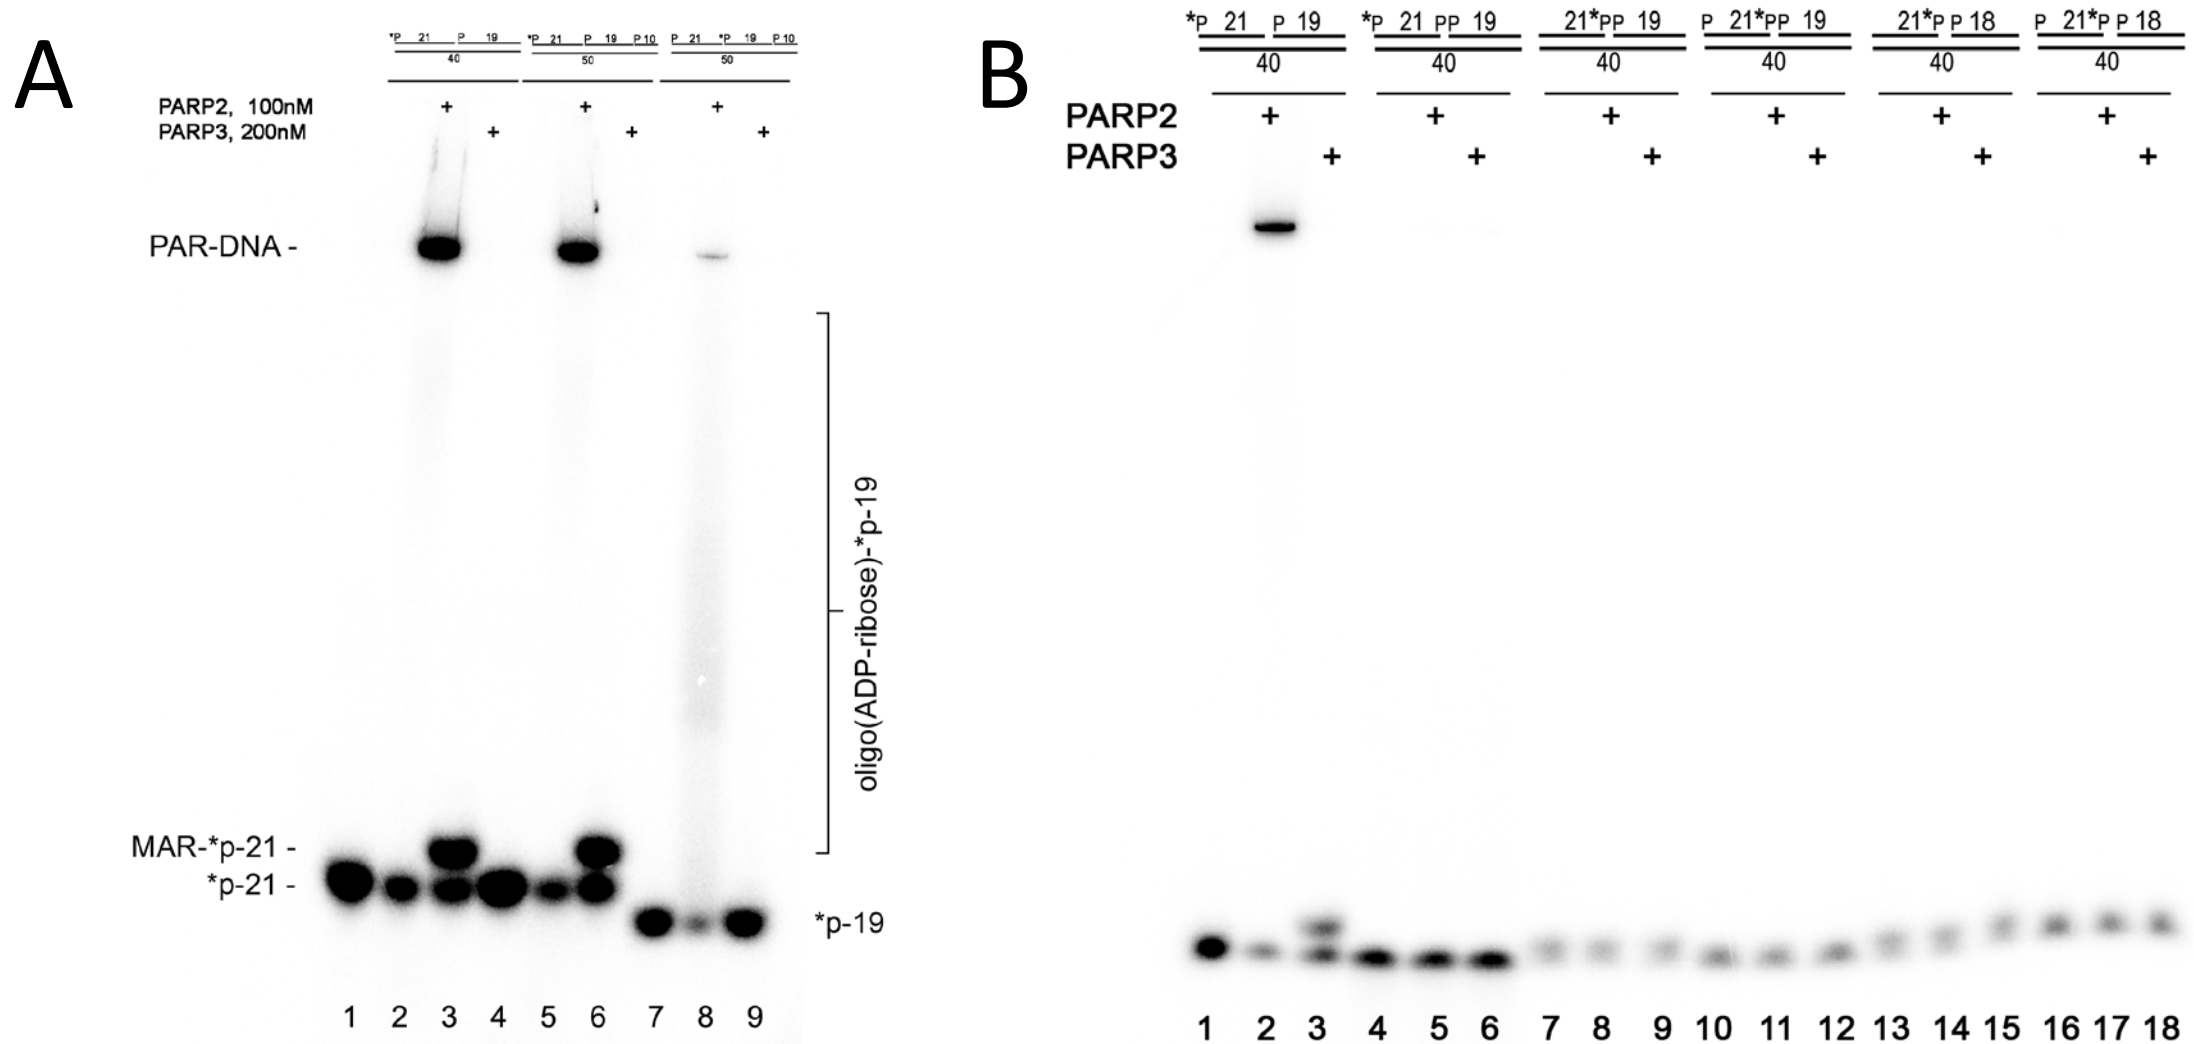 A
*P 21 P 19
40
*P 21 P 19 P 10
50
P 21 *P 19 P 10
50
PARP2, 100nM + + +
PARP3, 200nM + + +
PAR-DNA -
oligo(ADP-ribose)-*p-19
MAR-*p-21 -
*p-21 -
*p-19
1 2 3 4 5 6 7 8 9
B
*P 21 P 19
40
*P 21 PP 19
40
21*PP 19
40
P 21*PP 19
40
21*P P 18
40
P 21*P P 18
40
PARP2 + + + + + +
PARP3 + + + + + +
1 2 3 4 5 6 7 8 9 10 11 12 13 14 15 16 17 18